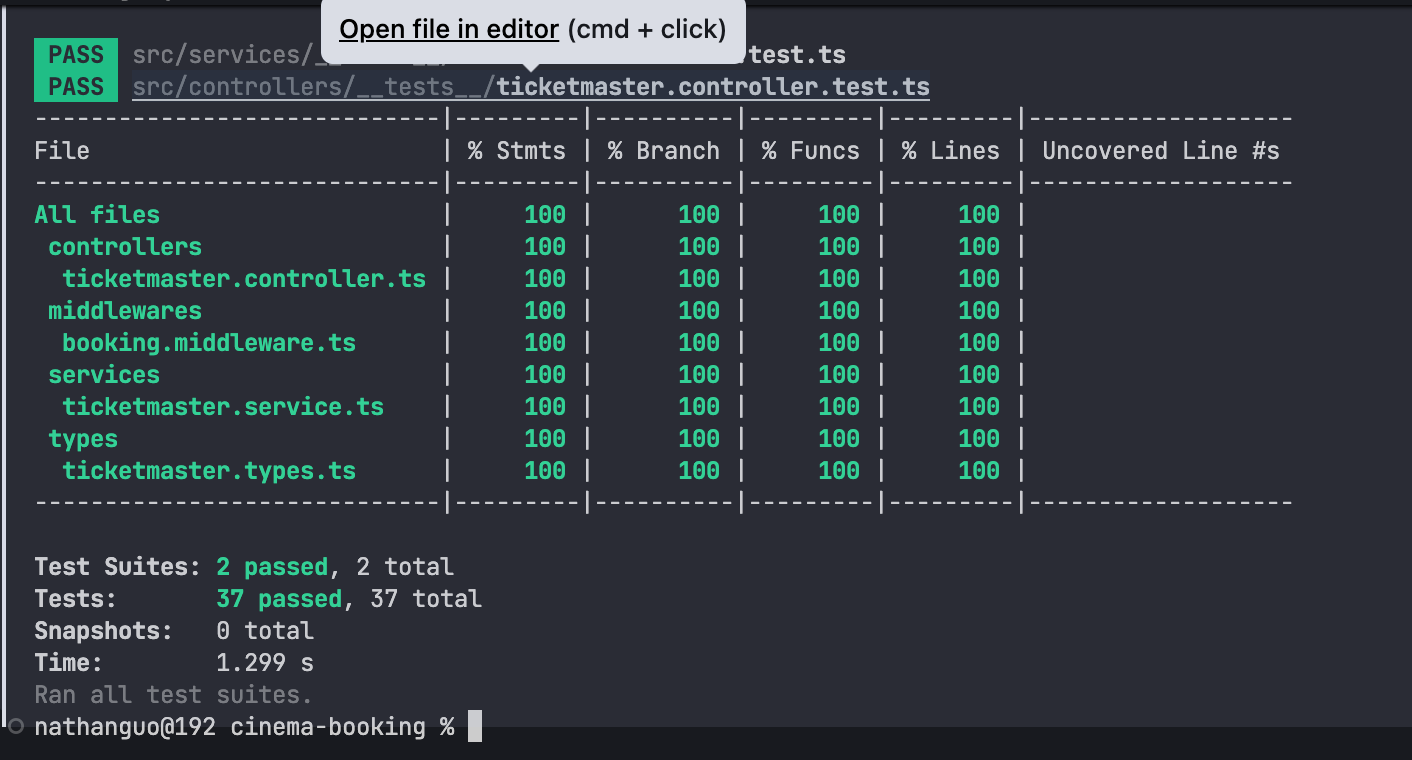 Open file in editor (cmd + click)
PASS src/services/__ test.ts
PASS src/controllers/__tests__/ticketmaster.controller.test.ts
-----------------------------|---------|----------|---------|---------|-------------------
File | % Stmts | % Branch | % Funcs | % Lines | Uncovered Line #s
-----------------------------|---------|----------|---------|---------|-------------------
All files | 100 | 100 | 100 | 100 |
controllers | 100 | 100 | 100 | 100 |
ticketmaster.controller.ts | 100 | 100 | 100 | 100 |
middlewares | 100 | 100 | 100 | 100 |
booking.middleware.ts | 100 | 100 | 100 | 100 |
services | 100 | 100 | 100 | 100 |
ticketmaster.service.ts | 100 | 100 | 100 | 100 |
types | 100 | 100 | 100 | 100 |
ticketmaster.types.ts | 100 | 100 | 100 | 100 |
-----------------------------|---------|----------|---------|---------|-------------------
Test Suites: 2 passed, 2 total
Tests: 37 passed, 37 total
Snapshots: 0 total
Time: 1.299 s
Ran all test suites.
nathanguo@192 cinema-booking %